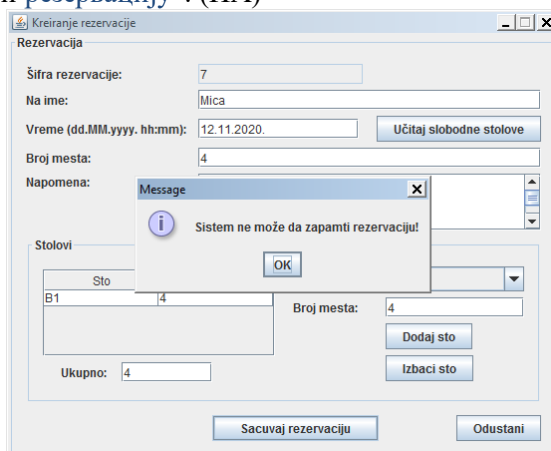 резервацију". (ИА)
Kreiranje rezervacije
Rezervacija
Šifra rezervacije: 7
Na ime: Mica
Vreme (dd.MM.yyyy. hh:mm): 12.11.2020. Učitaj slobodne stolove
Broj mesta: 4
Napomena:
Message
Sistem ne može da zapamti rezervaciju!
OK
Stolovi
Sto
B1 4
Broj mesta: 4
Dodaj sto
Izbaci sto
Ukupno: 4
Sacuvaj rezervaciju Odustani